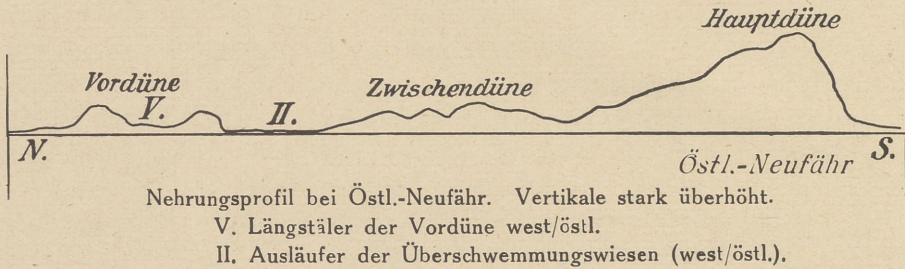 Hauptdüne
Vordüne
Zwischendüne
V.
II.
N.
S.
Östl.-Neufähr
Nehrungsprofil bei Östl.-Neufähr. Vertikale stark überhöht.
V. Längstäler der Vordüne west/östl.
II. Ausläufer der Überschwemmungswiesen (west/östl.).